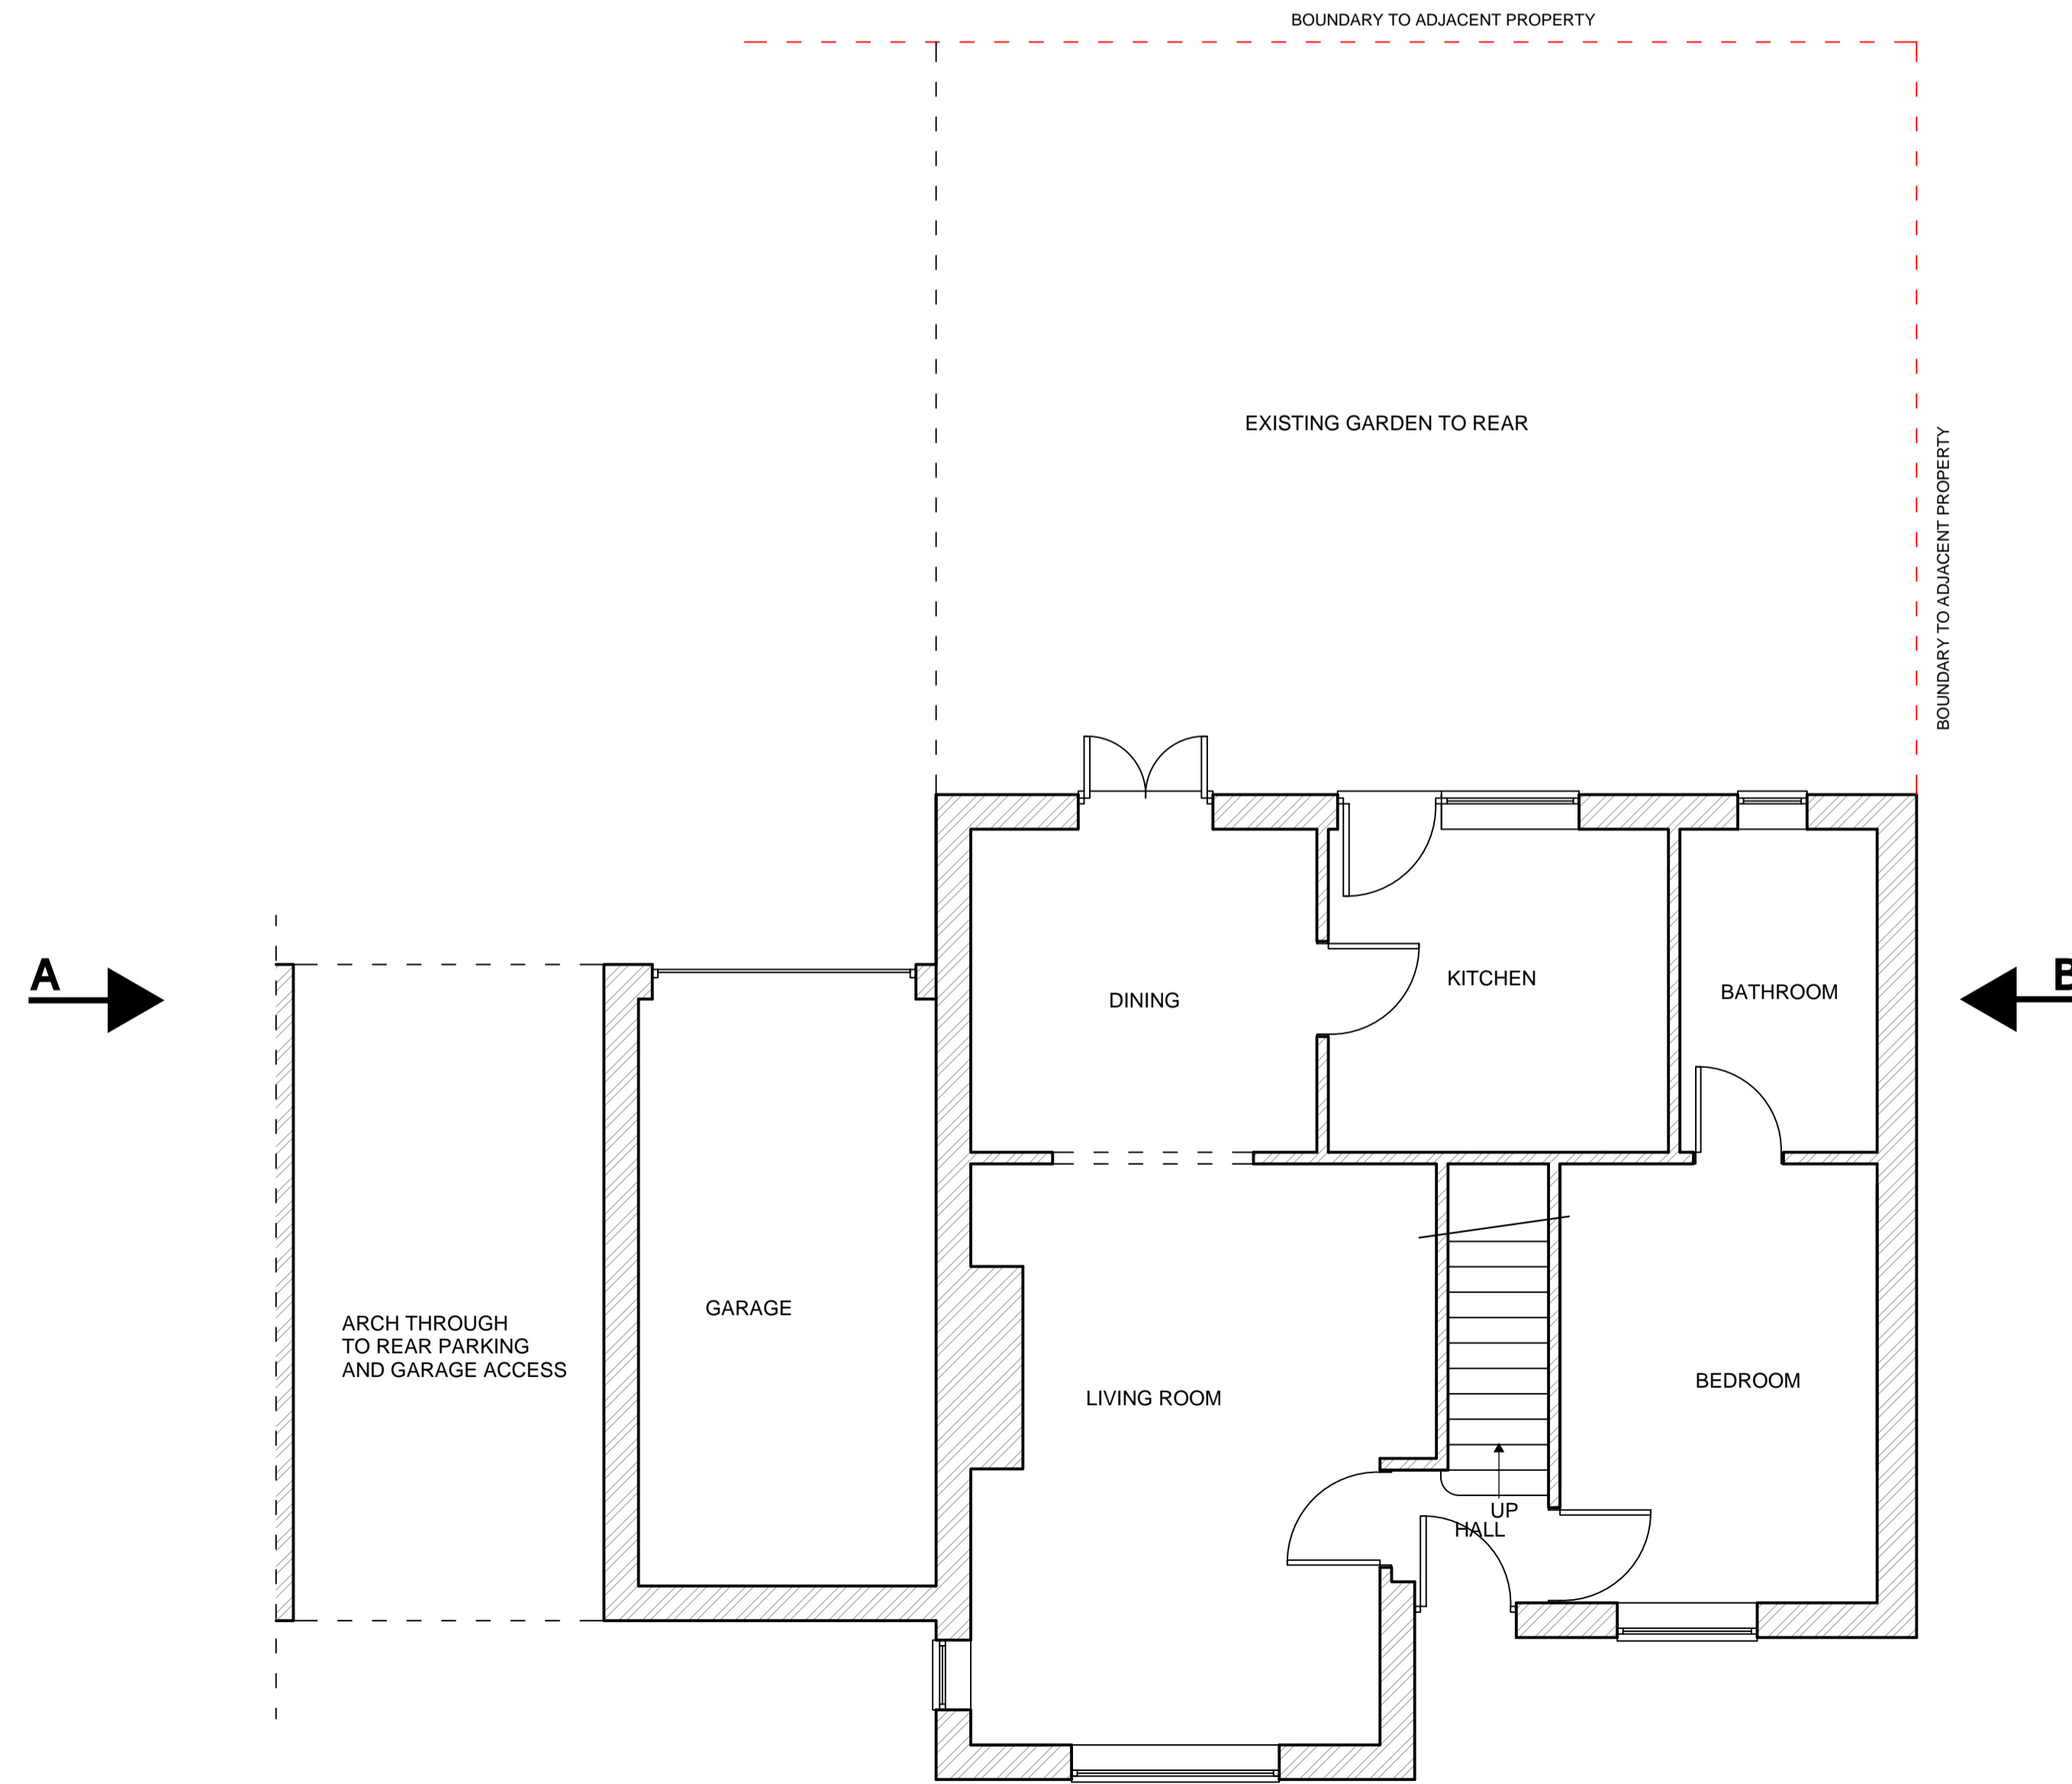 BOUNDARY TO ADJACENT PROPERTY
EXISTING GARDEN TO REAR
BOUNDARY TO ADJACENT PROPERTY
A
B
DINING
KITCHEN
BATHROOM
GARAGE
ARCH THROUGH
TO REAR PARKING
AND GARAGE ACCESS
LIVING ROOM
BEDROOM
UP
HALL